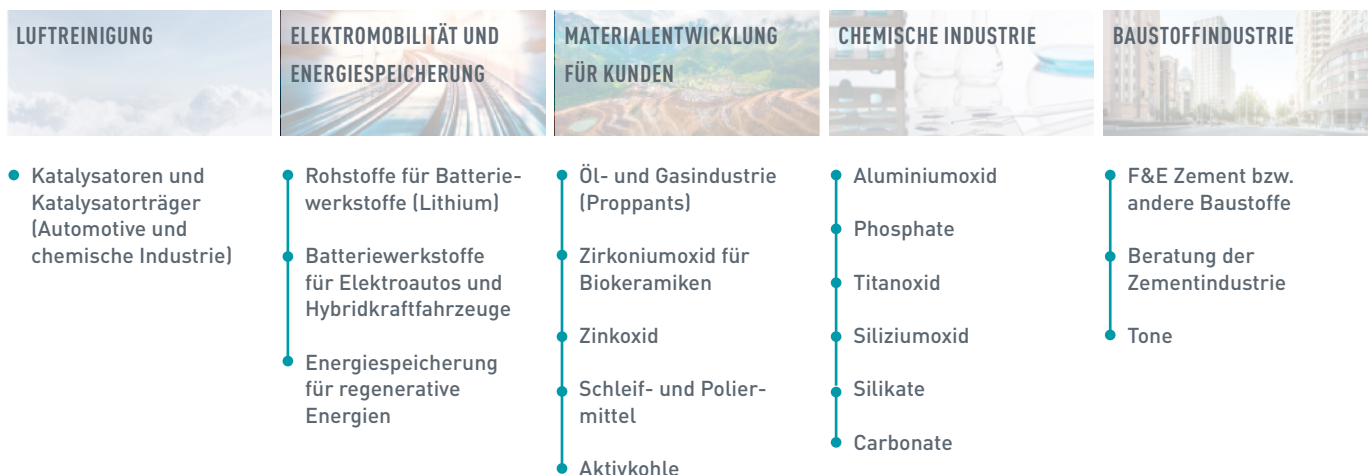 LUFTREINIGUNG
Katalysatoren und
Katalysatorträger
(Automotive und
chemische Industrie)
ELEKTROMOBILITÄT UND
ENERGIESPEICHERUNG
Rohstoffe für Batterie-
werkstoffe (Lithium)
Batteriewerkstoffe
für Elektroautos und
Hybridkraftfahrzeuge
Energiespeicherung
für regenerative
Energien
MATERIALENTWICKLUNG
FÜR KUNDEN
Öl- und Gasindustrie
(Proppants)
Zirkoniumoxid für
Biokeramiken
Zinkoxid
Schleif- und Polier-
mittel
Aktivkohle
CHEMISCHE INDUSTRIE
Aluminiumoxid
Phosphate
Titanoxid
Siliziumoxid
Silikate
Carbonate
BAUSTOFFINDUSTRIE
F&E Zement bzw.
andere Baustoffe
Beratung der
Zementindustrie
Tone